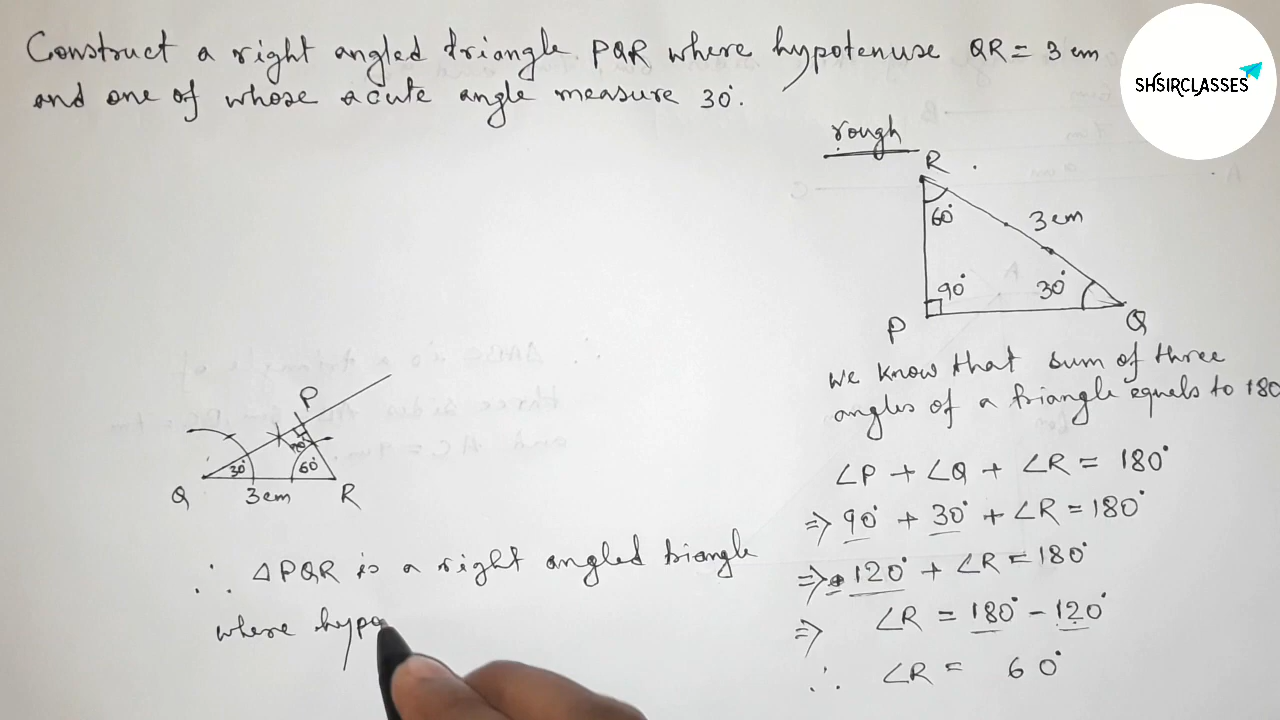 Construct a right angled triangle PQR where hypotenuse QR = 3 cm
and one of whose acute angle measure 30°.
SHSIRCLASSES
rough
R
60°
3 cm
90°
30°
P
Q
we know that sum of three
angles of a triangle equals to 180
∠P + ∠Q + ∠R = 180°
⇒ 90° + 30° + ∠R = 180°
⇒ 120° + ∠R = 180°
⇒ ∠R = 180° - 120°
∴ ∠R = 60°
P
90°
30°
60°
Q
3 cm
R
∴ △PQR is a right angled triangle
where hypo